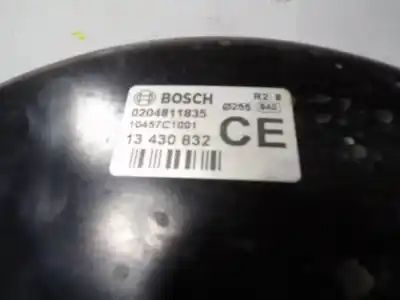 BOSCH Ø255 R2 B
0204811835 CE
10457C1091
13 430 832